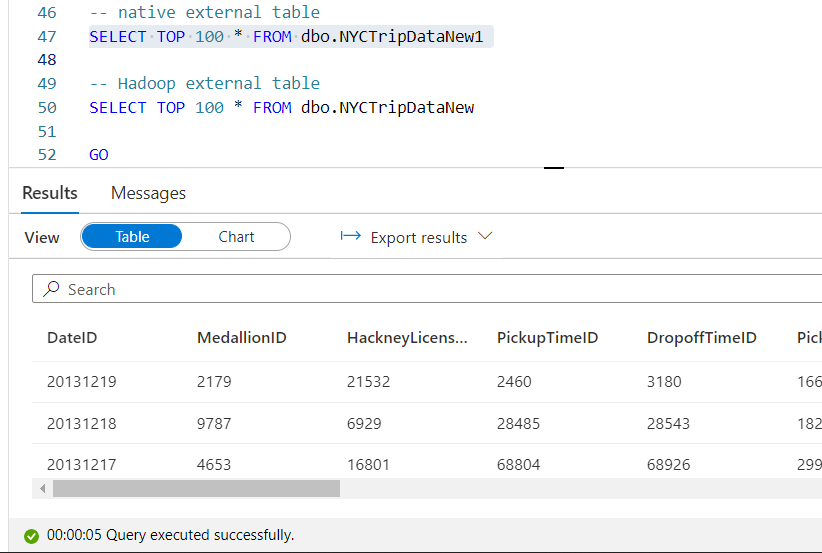 46 -- native external table
47 SELECT TOP 100 * FROM dbo.NYCTripDataNew1
48
49 -- Hadoop external table
50 SELECT TOP 100 * FROM dbo.NYCTripDataNew
51
52 GO
Results Messages
View Table Chart Export results
Search
DateID MedallionID HackneyLicens... PickupTimeID DropoffTimeID Pick
20131219 2179 21532 2460 3180 166
20131218 9787 6929 28485 28543 182
20131217 4653 16801 68804 68926 299
00:00:05 Query executed successfully.